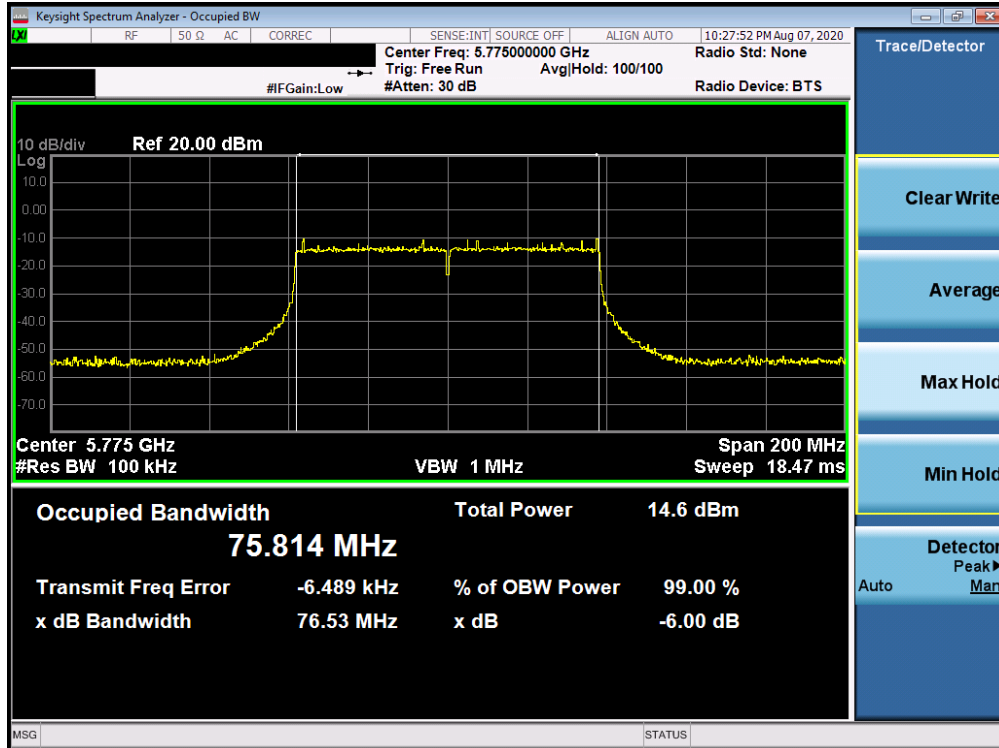 Keysight Spectrum Analyzer - Occupied BW
LXI RF 50 Ω AC CORREC SENSE:INT SOURCE OFF ALIGN AUTO 10:27:52 PM Aug 07, 2020
Center Freq: 5.775000000 GHz Radio Std: None
Trig: Free Run Avg|Hold: 100/100
#IFGain:Low #Atten: 30 dB Radio Device: BTS
10 dB/div Ref 20.00 dBm
Log
10.0
0.00
-10.0
-20.0
-30.0
-40.0
-50.0
-60.0
-70.0
Center 5.775 GHz Span 200 MHz
#Res BW 100 kHz VBW 1 MHz Sweep 18.47 ms
Occupied Bandwidth Total Power 14.6 dBm
75.814 MHz
Transmit Freq Error -6.489 kHz % of OBW Power 99.00 %
x dB Bandwidth 76.53 MHz x dB -6.00 dB
MSG STATUS
Trace/Detector
Clear Write
Average
Max Hold
Min Hold
Detector
Peak
Auto Man